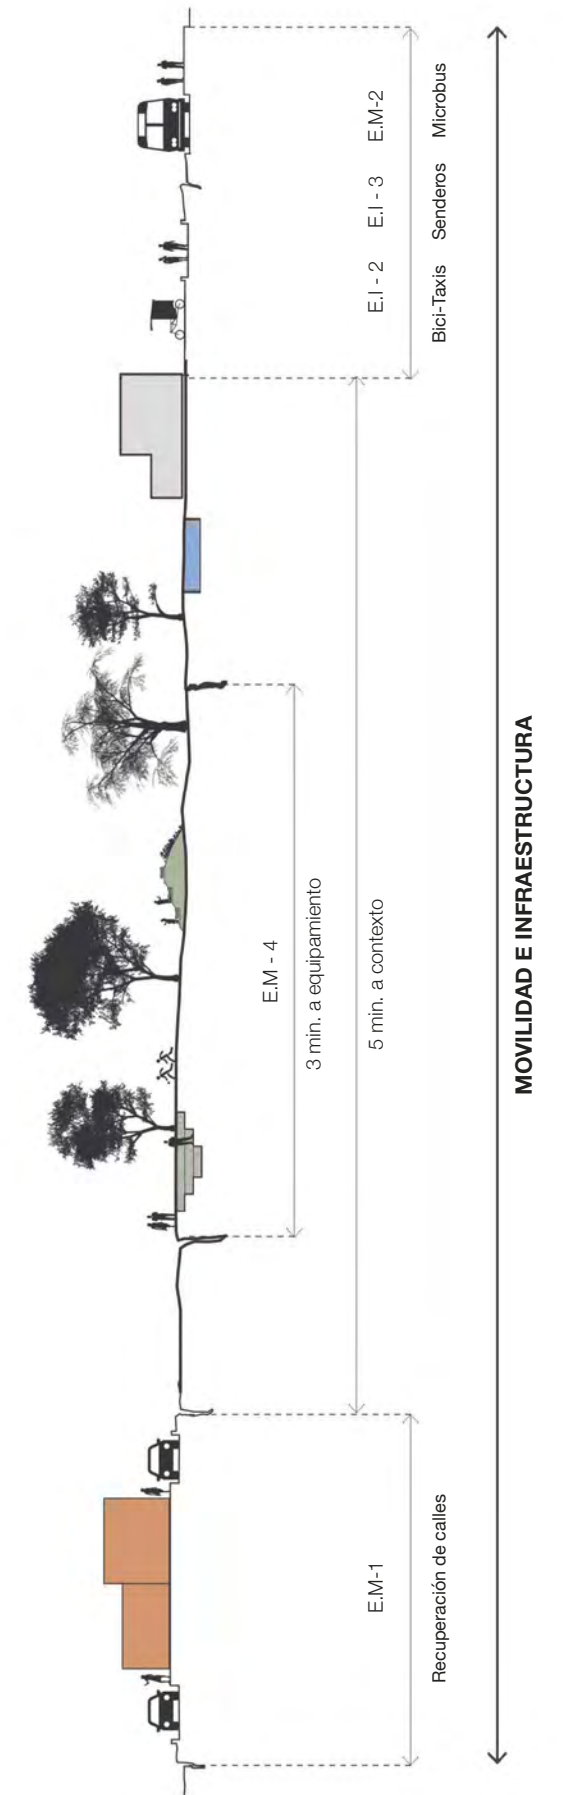 E.M-1
Recuperación de calles
E.M - 4
3 min. a equipamiento
5 min. a contexto
E.I - 2 E.I - 3 E.M-2
Bici-Taxis Senderos Microbus
MOVILIDAD E INFRAESTRUCTURA